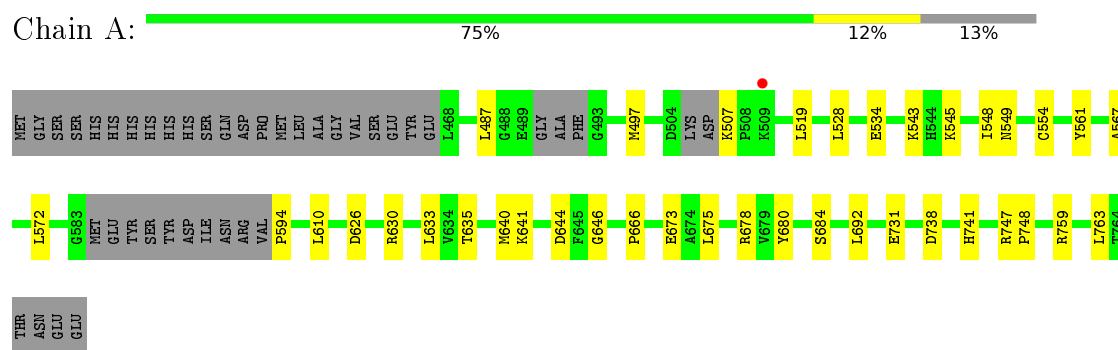 Chain A:
75% 12% 13%
MET GLY SER SER HIS HIS HIS HIS HIS HIS SER GLN ASP PRO MET LEU ALA GLY VAL SER GLU TYR GLU L468 L487 G488 E489 GLY ALA PHE G493 M497 D504 LYS ASP K507 P508 K509 L519 L528 E534 K543 H544 K545 I548 N549 C554 Y561 A567
L572 G583 MET GLU TYR SER TYR ASP ILE ASN ARG VAL P594 L610 D626 R630 L633 V634 T635 M640 K641 D644 F645 G646 P666 E673 A674 L675 R678 V679 Y680 S684 L692 E731 D738 H741 R747 P748 R759 L763 T764
THR ASN GLU GLU